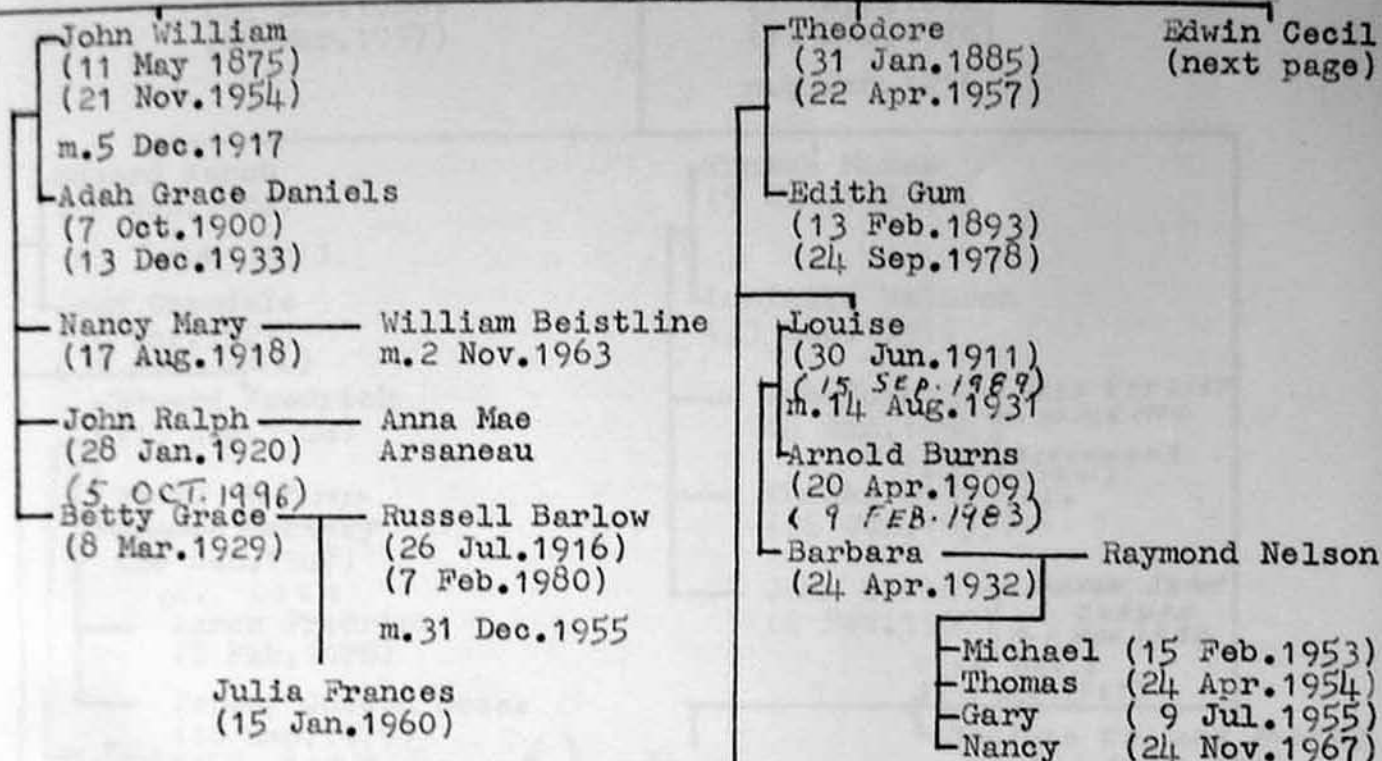 John William
(11 May 1875)
(21 Nov.1954)
m.5 Dec.1917
Adah Grace Daniels
(7 Oct.1900)
(13 Dec.1933)
Nancy Mary
(17 Aug.1918)
William Beistline
m.2 Nov.1963
John Ralph
(28 Jan.1920)
(5 OCT. 1996)
Anna Mae
Arsaneau
Betty Grace
(8 Mar.1929)
Russell Barlow
(26 Jul.1916)
(7 Feb.1980)
m.31 Dec.1955
Julia Frances
(15 Jan.1960)
Theodore
(31 Jan.1885)
(22 Apr.1957)
Edith Gum
(13 Feb.1893)
(24 Sep.1978)
Louise
(30 Jun.1911)
(15 SEP. 1989)
m.14 Aug.1931
Arnold Burns
(20 Apr.1909)
( 9 FEB. 1983)
Barbara
(24 Apr.1932)
Raymond Nelson
Michael (15 Feb.1953)
Thomas (24 Apr.1954)
Gary ( 9 Jul.1955)
Nancy (24 Nov.1967)
Edwin Cecil
(next page)